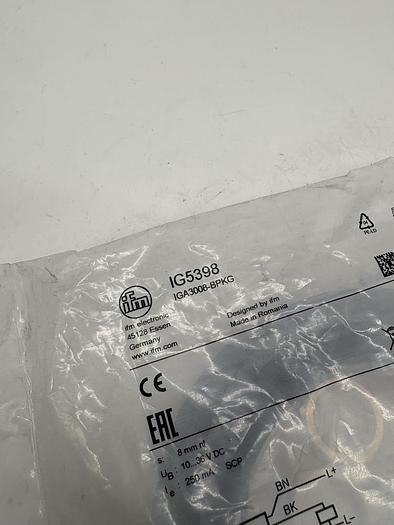 04
PE-LD
ifm
IG5398
IGA3008-BPKG
ifm electronic
45128 Essen
Germany
www.ifm.com
Designed by ifm
Made in Romania
CE
EAC
s: 8 mm nf
UB: 10...36 V DC
Ie: 250 mA SCP
BN
L+
BK
L-